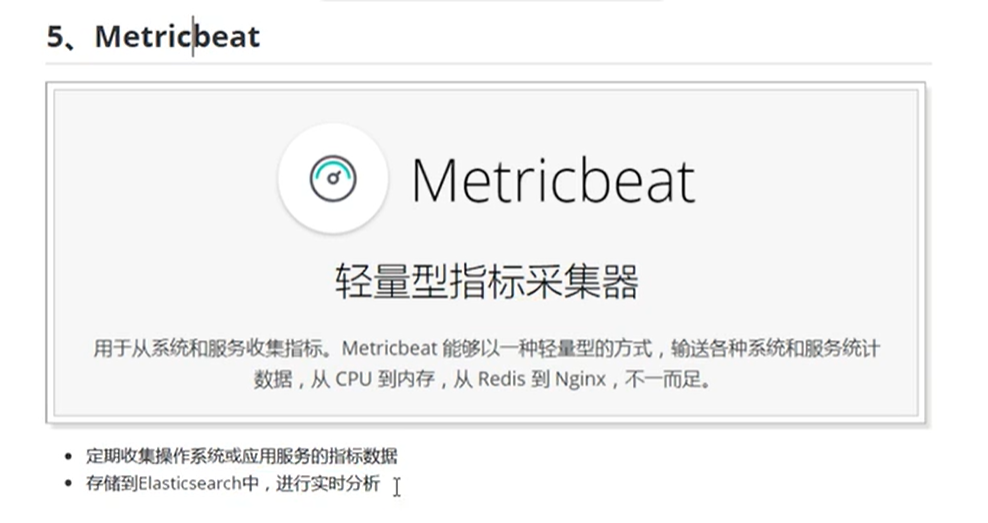 5、Metricbeat
Metricbeat
轻量型指标采集器
用于从系统和服务收集指标。Metricbeat 能够以一种轻量型的方式，输送各种系统和服务统计
数据，从 CPU 到内存，从 Redis 到 Nginx，不一而足。
定期收集操作系统或应用服务的指标数据
存储到Elasticsearch中，进行实时分析